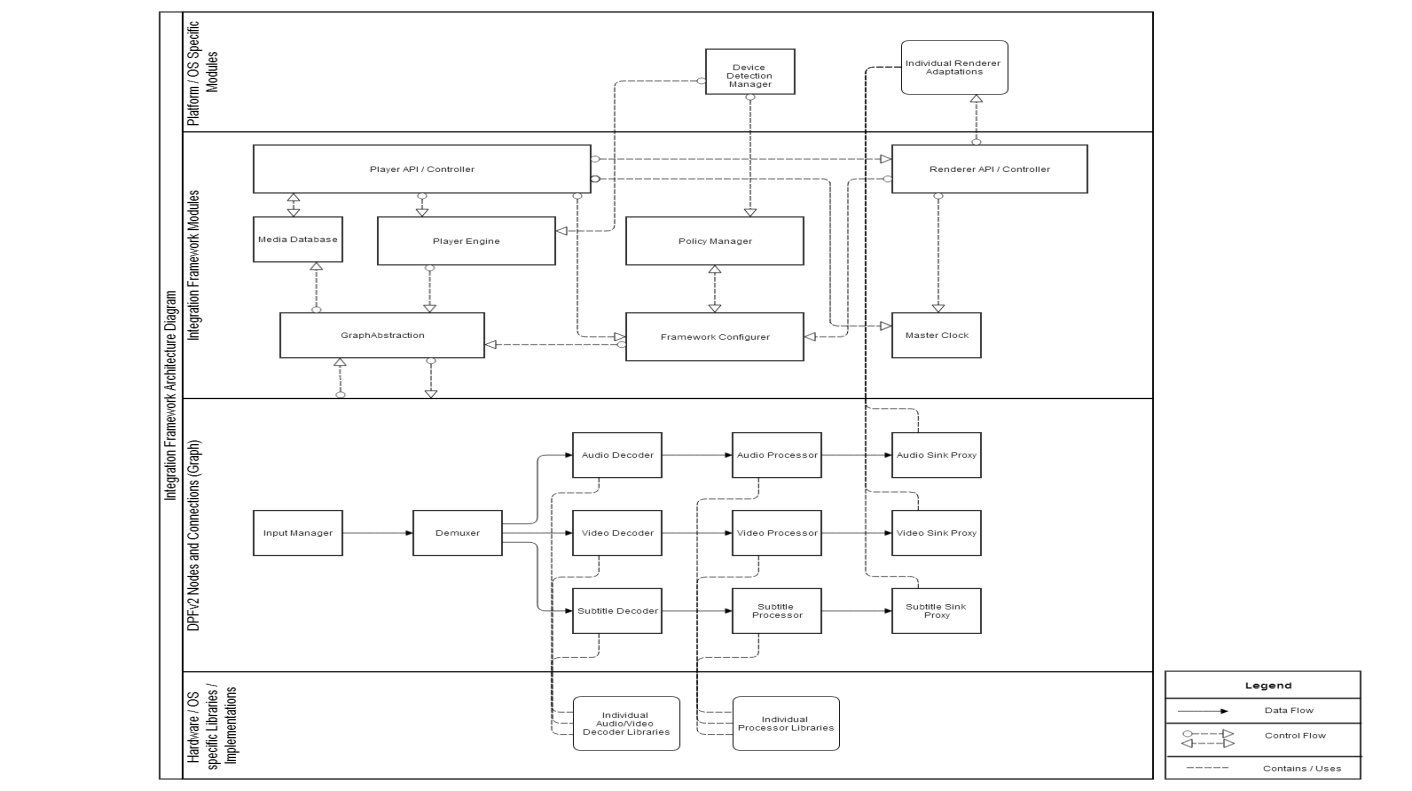 Integration Framework Architecture Diagram
Platform / OS Specific
Modules
Device
Detection
Manager
Individual Renderer
Adaptations
Integration Framework Modules
Player API / Controller
Renderer API / Controller
Media Database
Player Engine
Policy Manager
GraphAbstraction
Framework Configurer
Master Clock
DPFv2 Nodes and Connections (Graph)
Audio Decoder
Audio Processor
Audio Sink Proxy
Input Manager
Demuxer
Video Decoder
Video Processor
Video Sink Proxy
Subtitle Decoder
Subtitle
Processor
Subtitle Sink
Proxy
Hardware / OS
specific Libraries /
Implementations
Individual
Audio/Video
Decoder Libraries
Individual
Processor Libraries
Legend
Data Flow
Control Flow
Contains / Uses